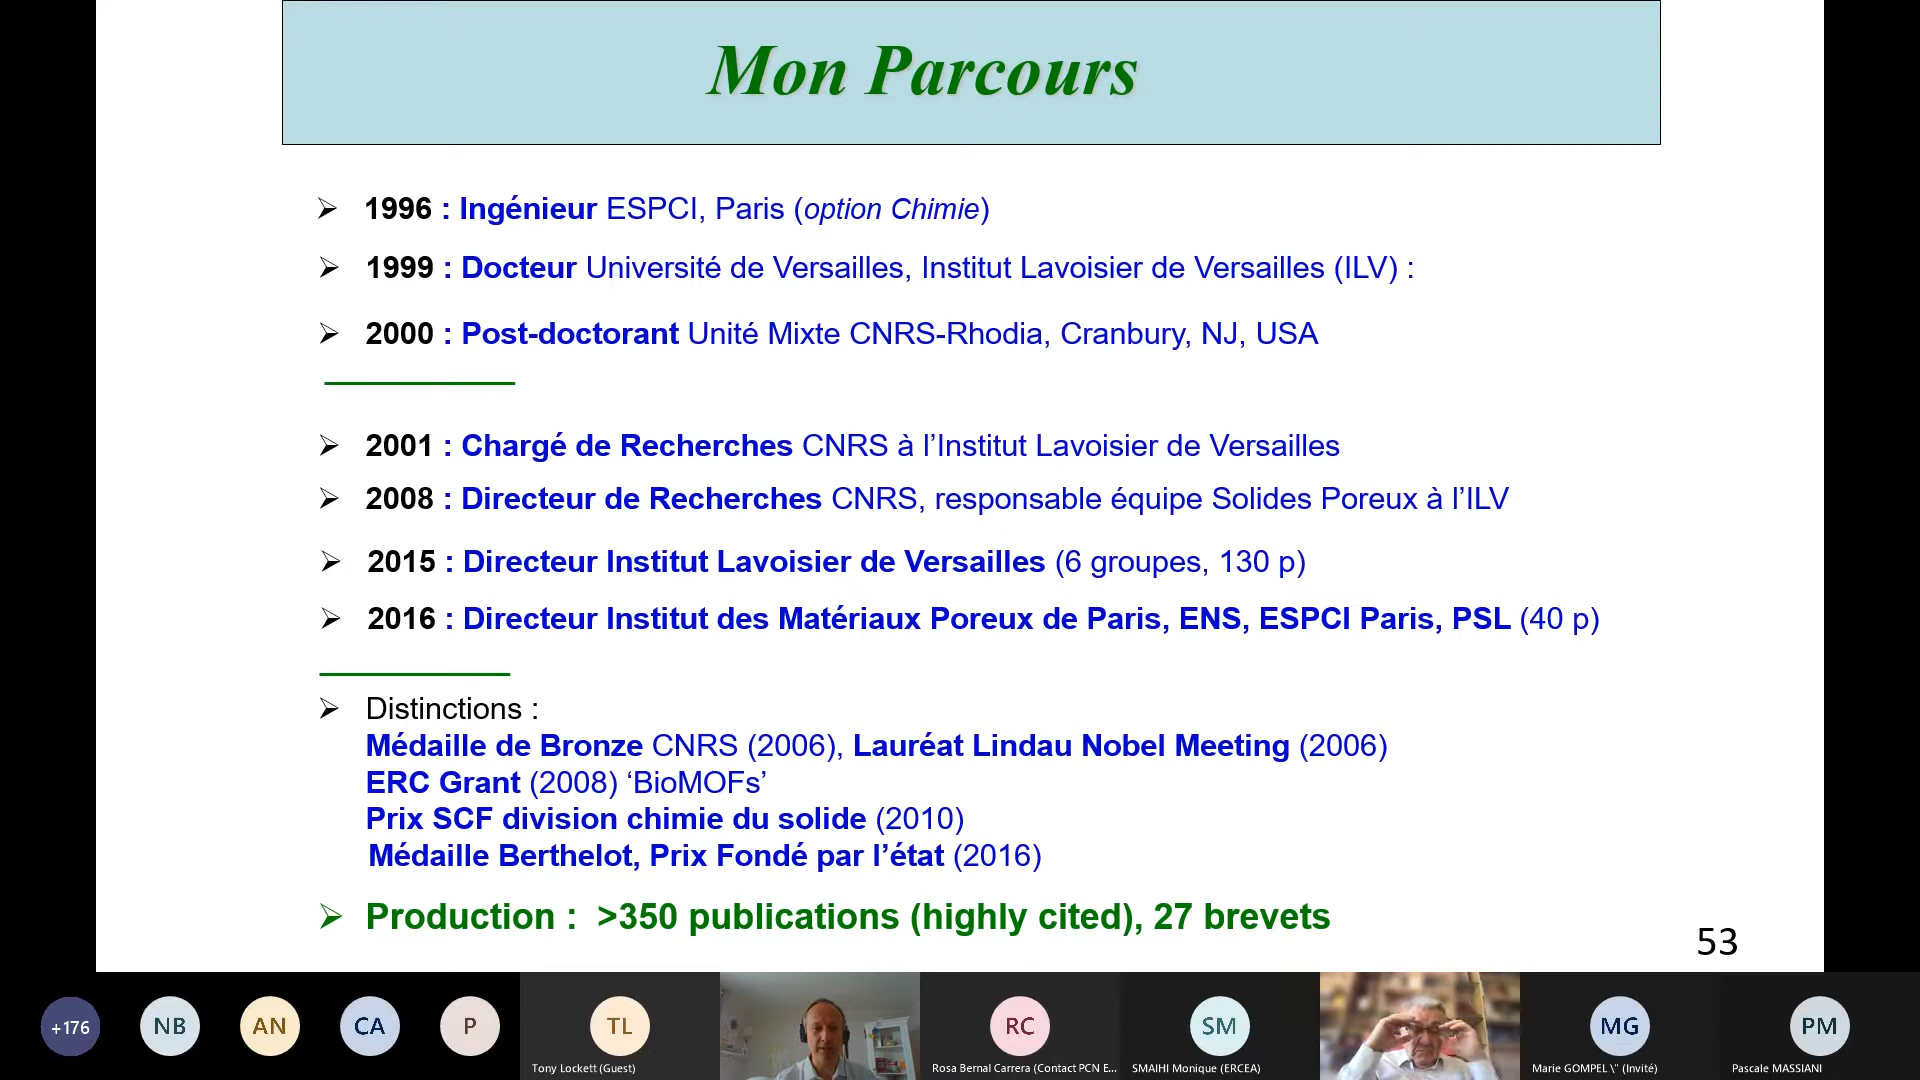 Mon Parcours
➢ 1996 : Ingénieur ESPCI, Paris (option Chimie)
➢ 1999 : Docteur Université de Versailles, Institut Lavoisier de Versailles (ILV) :
➢ 2000 : Post-doctorant Unité Mixte CNRS-Rhodia, Cranbury, NJ, USA
➢ 2001 : Chargé de Recherches CNRS à l’Institut Lavoisier de Versailles
➢ 2008 : Directeur de Recherches CNRS, responsable équipe Solides Poreux à l’ILV
➢ 2015 : Directeur Institut Lavoisier de Versailles (6 groupes, 130 p)
➢ 2016 : Directeur Institut des Matériaux Poreux de Paris, ENS, ESPCI Paris, PSL (40 p)
➢ Distinctions :
Médaille de Bronze CNRS (2006), Lauréat Lindau Nobel Meeting (2006)
ERC Grant (2008) ‘BioMOFs’
Prix SCF division chimie du solide (2010)
Médaille Berthelot, Prix Fondé par l’état (2016)
➢ Production : >350 publications (highly cited), 27 brevets
53
+176 NB AN CA P TL RC SM MG PM
Tony Lockett (Guest) Rosa Bernal Carrera (Contact PCN E... SMAIHI Monique (ERCEA) Marie GOMPEL \" (Invité) Pascale MASSIANI